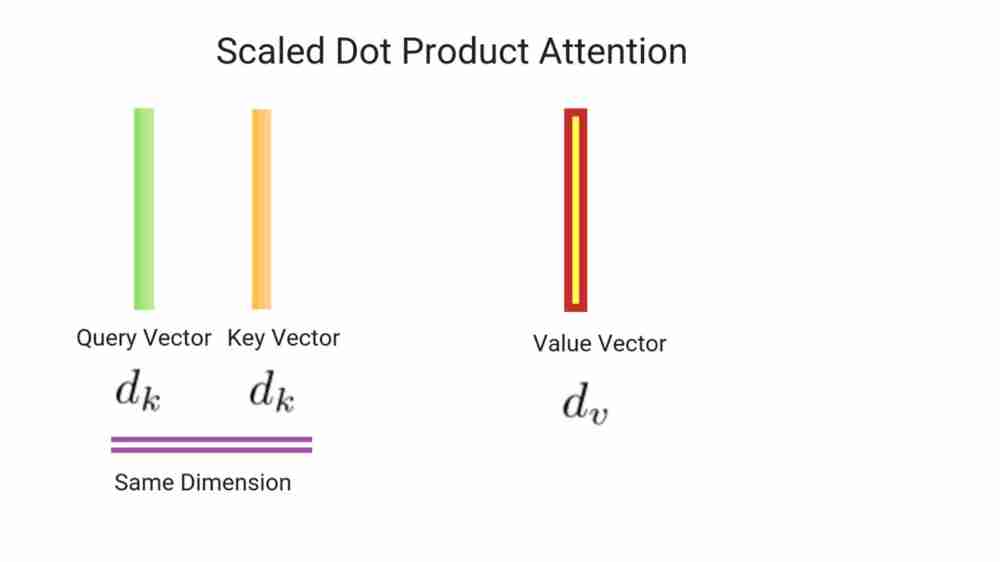 Scaled Dot Product Attention
Query Vector Key Vector
Value Vector
d_k d_k
d_v
Same Dimension